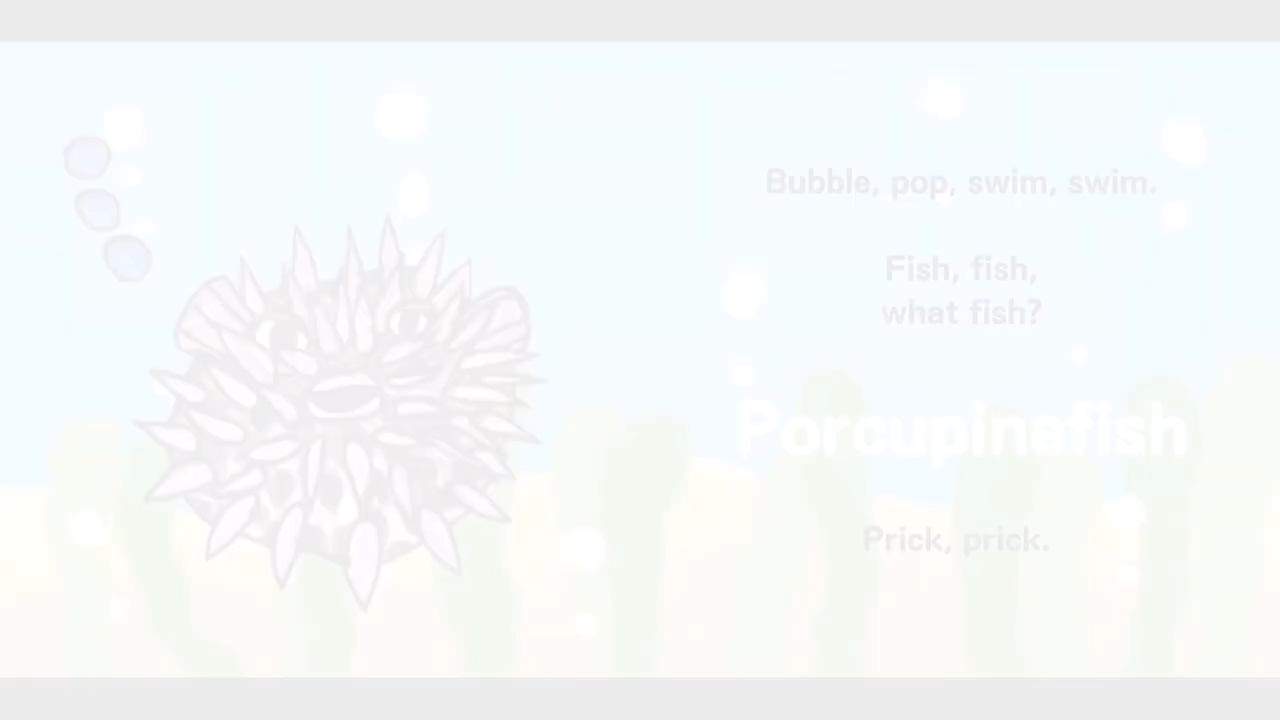 Bubble, pop, swim, swim.
Fish, fish,
what fish?
Porcupinefish
Prick, prick.